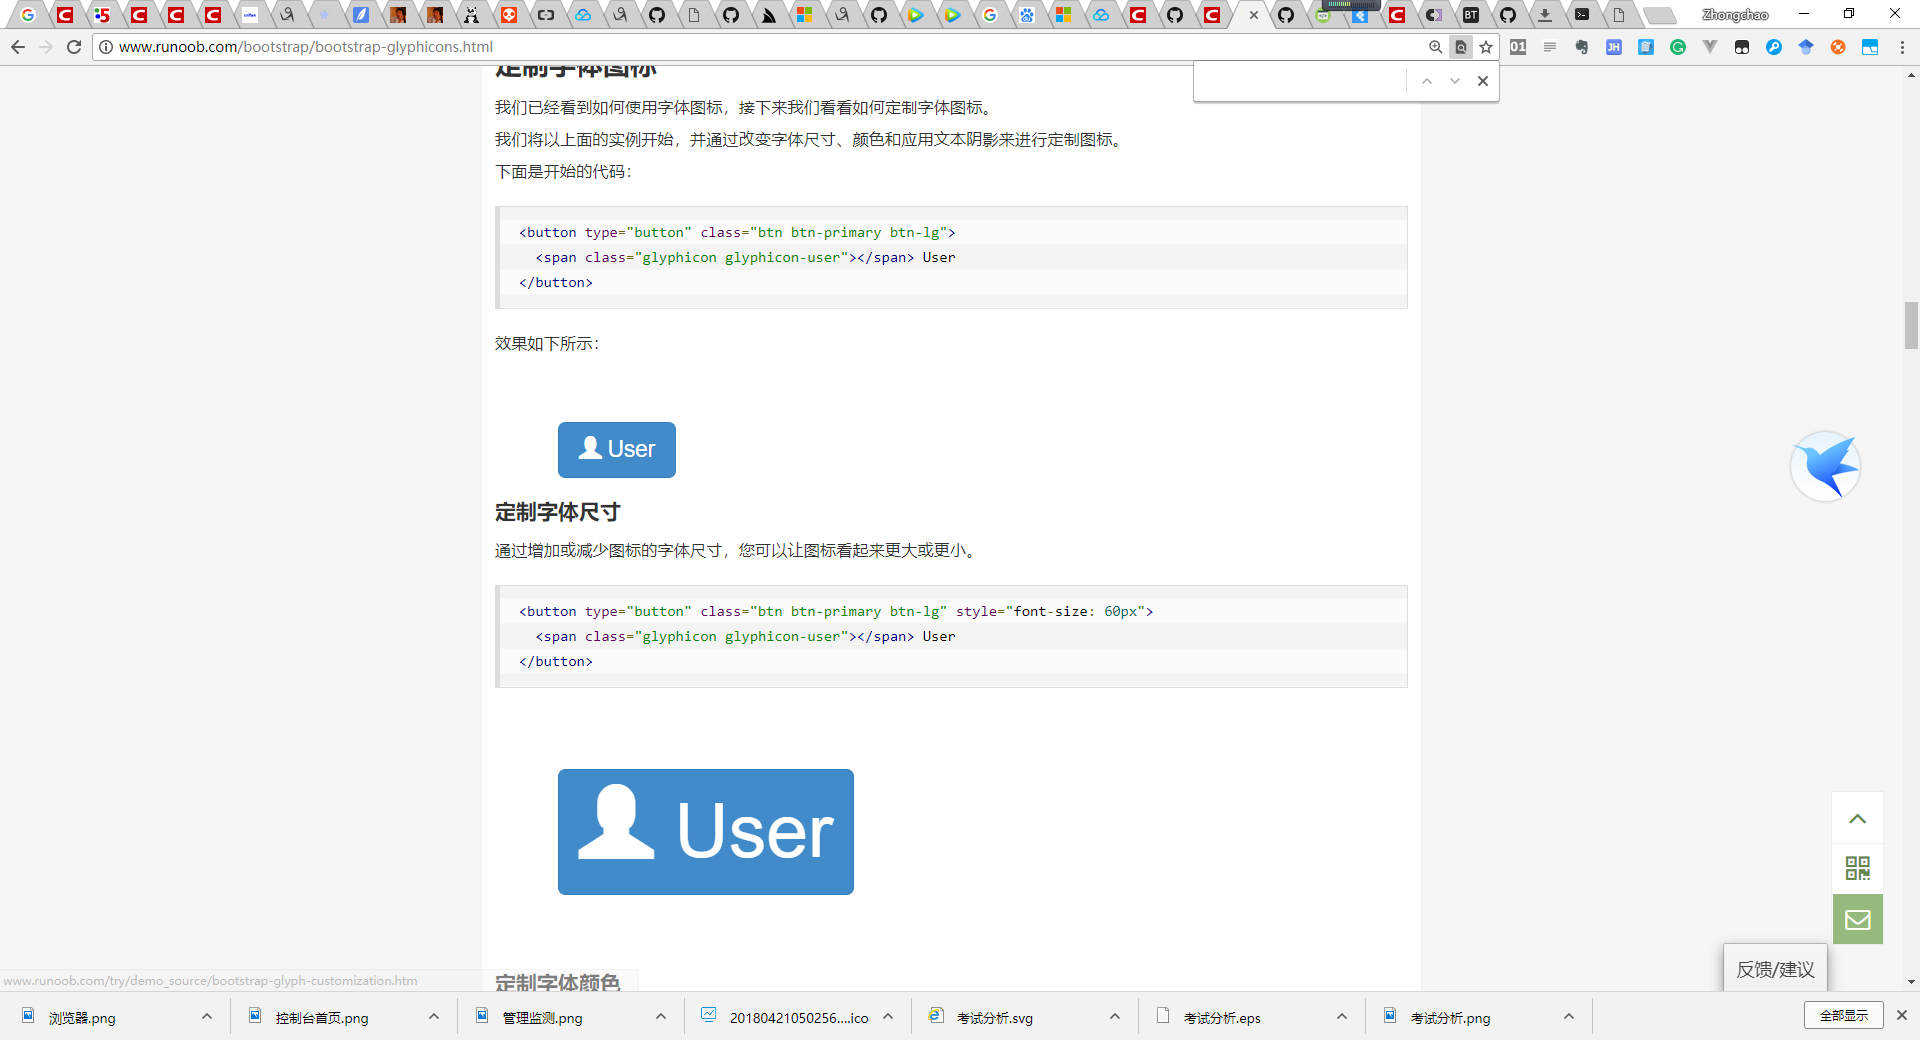 Zhongchao
www.runoob.com/bootstrap/bootstrap-glyphicons.html
定制字体图标
我们已经看到如何使用字体图标，接下来我们看看如何定制字体图标。
我们将以上面的实例开始，并通过改变字体尺寸、颜色和应用文本阴影来进行定制图标。
下面是开始的代码：
<button type="button" class="btn btn-primary btn-lg">
<span class="glyphicon glyphicon-user"></span> User
</button>
效果如下所示：
User
定制字体尺寸
通过增加或减少图标的字体尺寸，您可以让图标看起来更大或更小。
<button type="button" class="btn btn-primary btn-lg" style="font-size: 60px">
<span class="glyphicon glyphicon-user"></span> User
</button>
User
定制字体颜色
反馈/建议
www.runoob.com/try/demo_source/bootstrap-glyph-customization.htm
浏览器.png
控制台首页.png
管理监测.png
20180421050256....ico
考试分析.svg
考试分析.eps
考试分析.png
全部显示